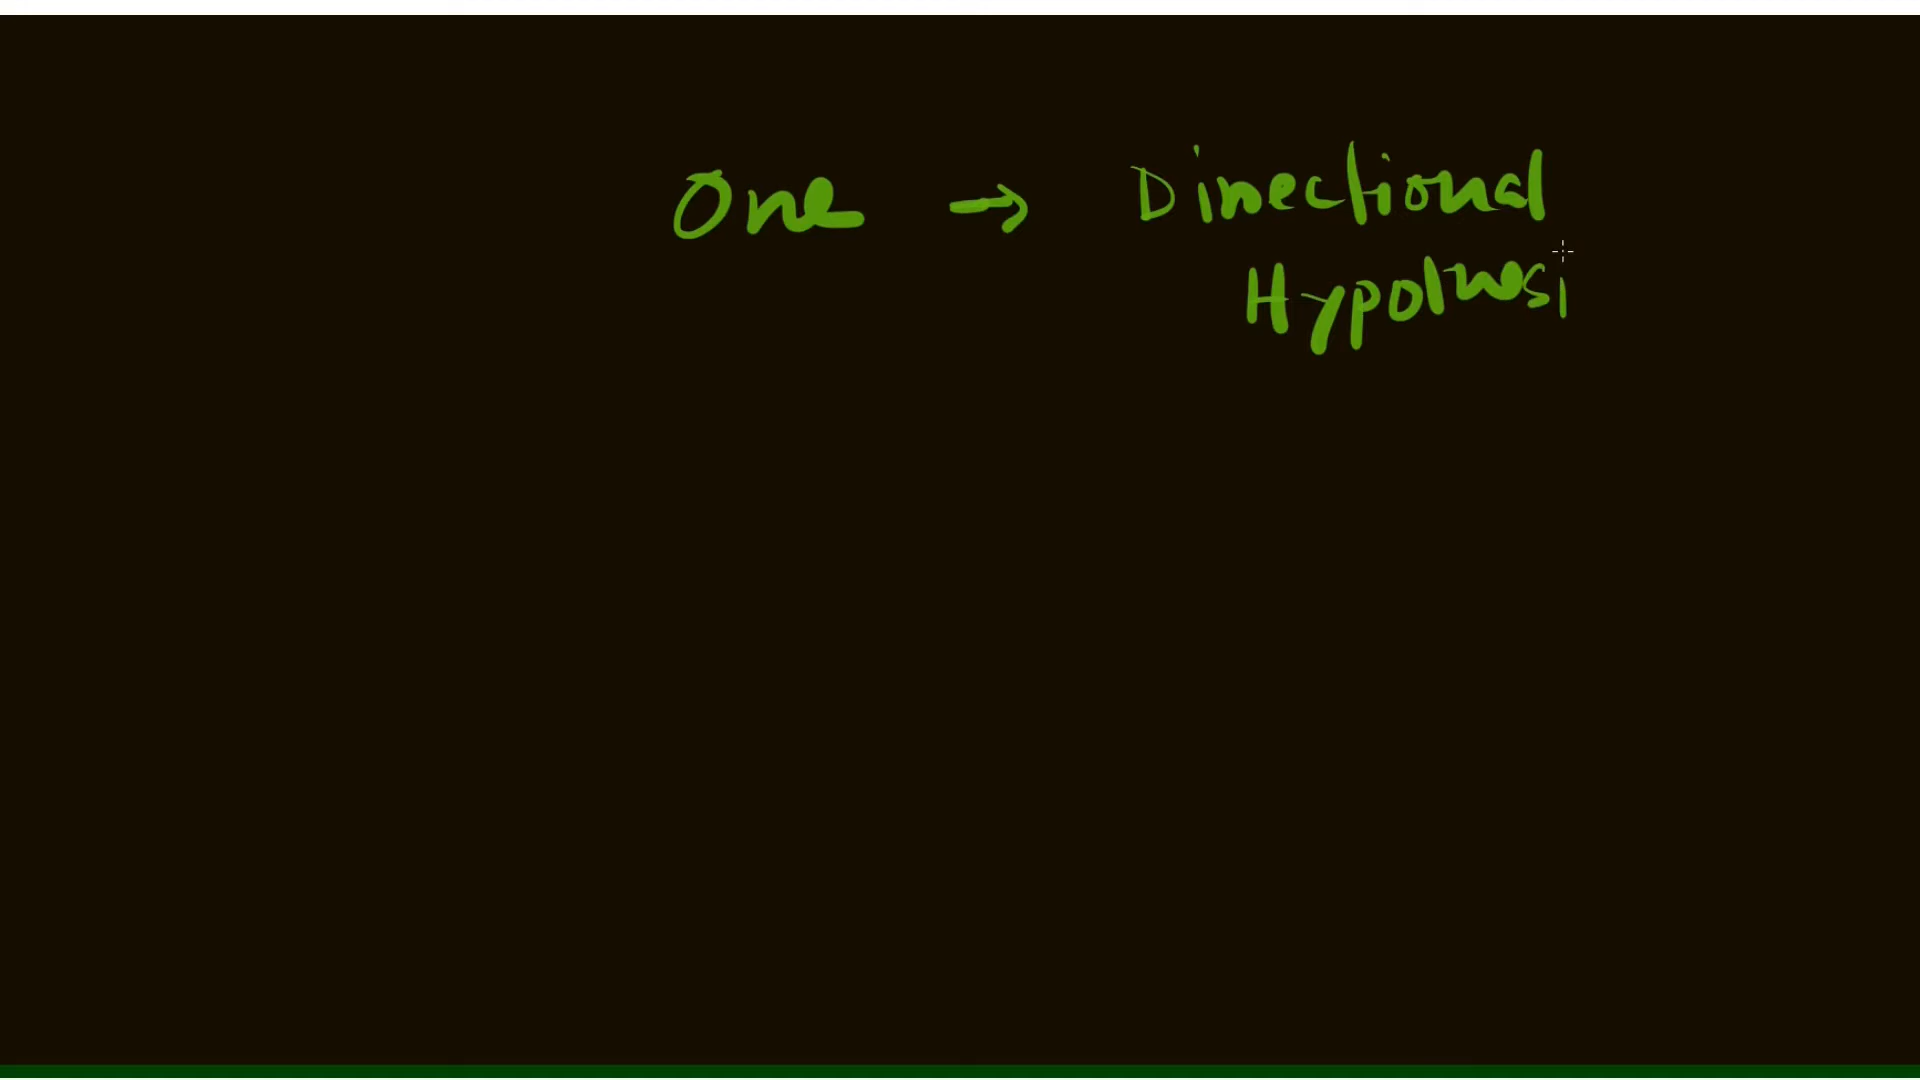 One → Directional
Hypothesi